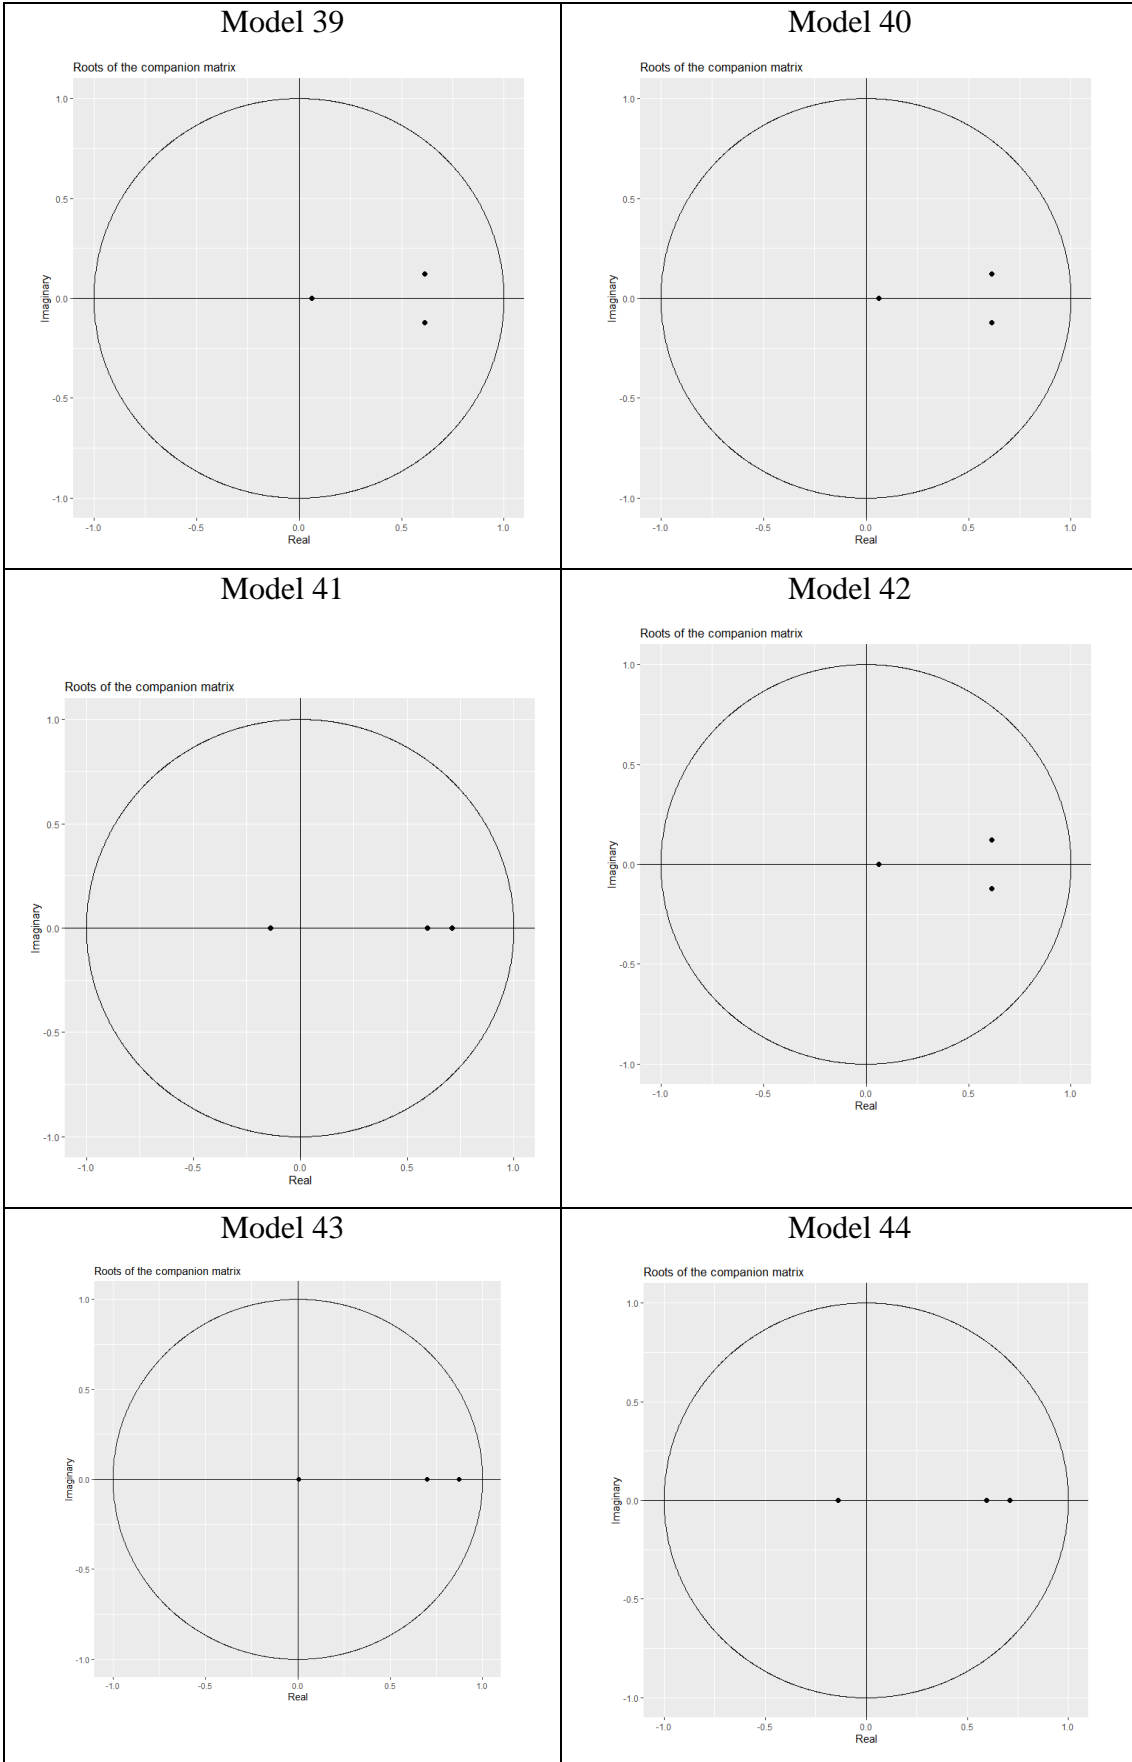 Model 39
Roots of the companion matrix
1.0
0.5
0.0
-0.5
-1.0
Imaginary
-1.0 -0.5 0.0 0.5 1.0
Real
Model 40
Roots of the companion matrix
1.0
0.5
0.0
-0.5
-1.0
Imaginary
-1.0 -0.5 0.0 0.5 1.0
Real
Model 41
Roots of the companion matrix
1.0
0.5
0.0
-0.5
-1.0
Imaginary
-1.0 -0.5 0.0 0.5 1.0
Real
Model 42
Roots of the companion matrix
1.0
0.5
0.0
-0.5
-1.0
Imaginary
-1.0 -0.5 0.0 0.5 1.0
Real
Model 43
Roots of the companion matrix
1.0
0.5
0.0
-0.5
-1.0
Imaginary
-1.0 -0.5 0.0 0.5 1.0
Real
Model 44
Roots of the companion matrix
1.0
0.5
0.0
-0.5
-1.0
Imaginary
-1.0 -0.5 0.0 0.5 1.0
Real